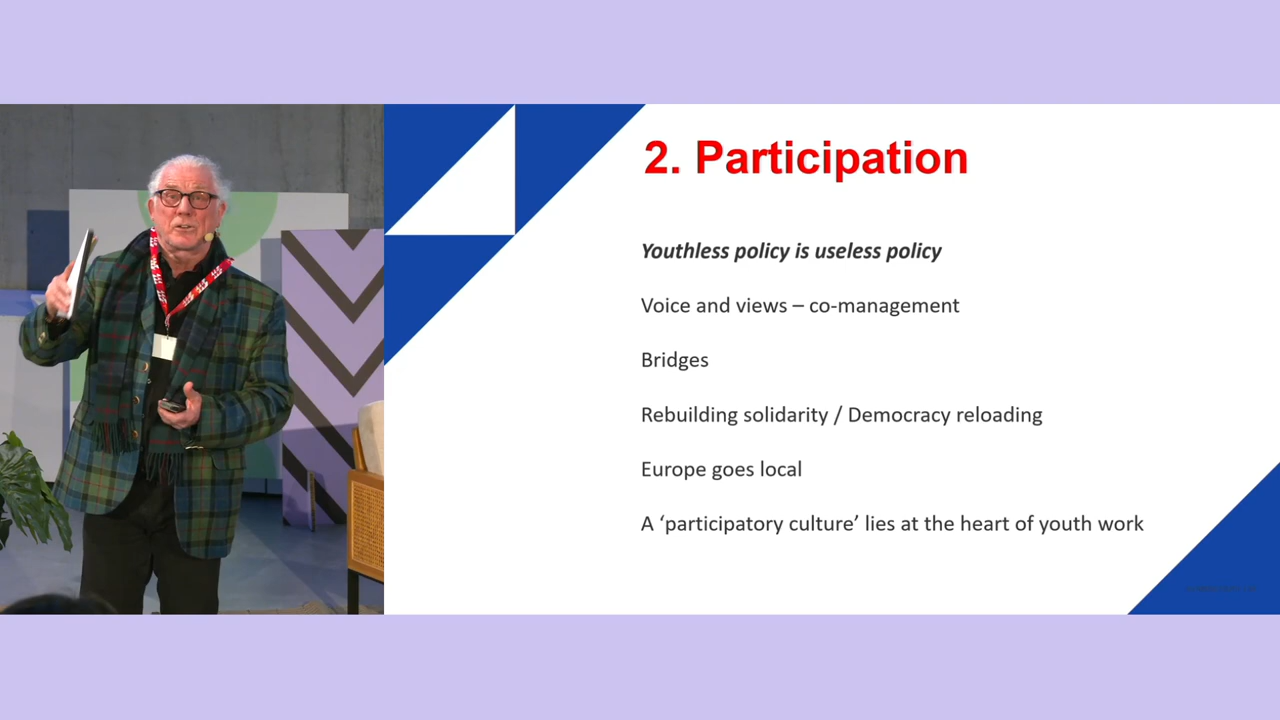 2. Participation
Youthless policy is useless policy
Voice and views – co-management
Bridges
Rebuilding solidarity / Democracy reloading
Europe goes local
A ‘participatory culture’ lies at the heart of youth work